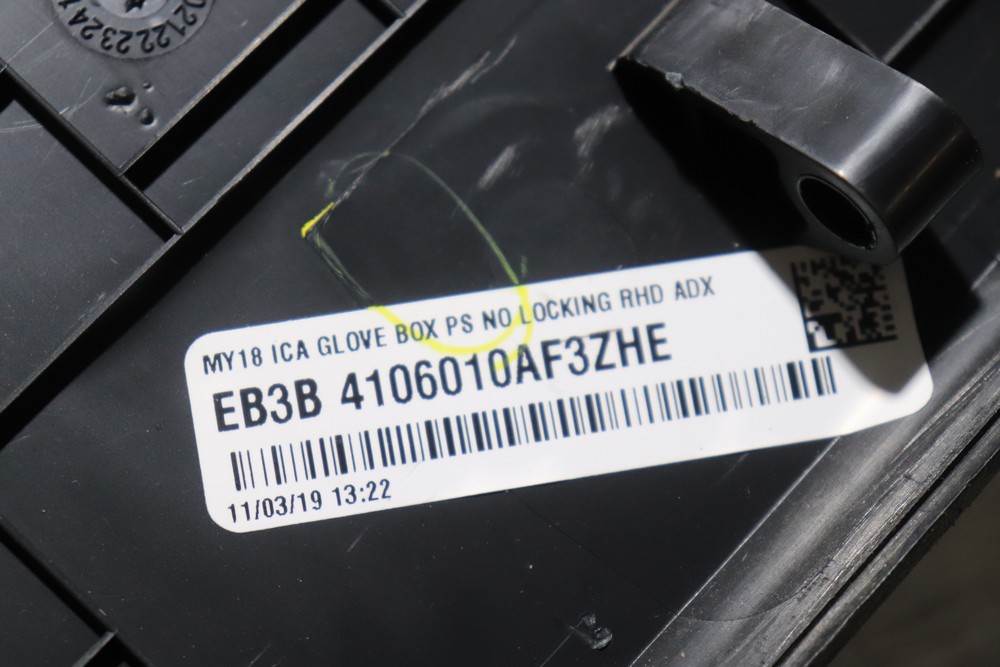 MY18 ICA GLOVE BOX PS NO LOCKING RHD ADX
EB3B 4106010AF3ZHE
11/03/19 13:22